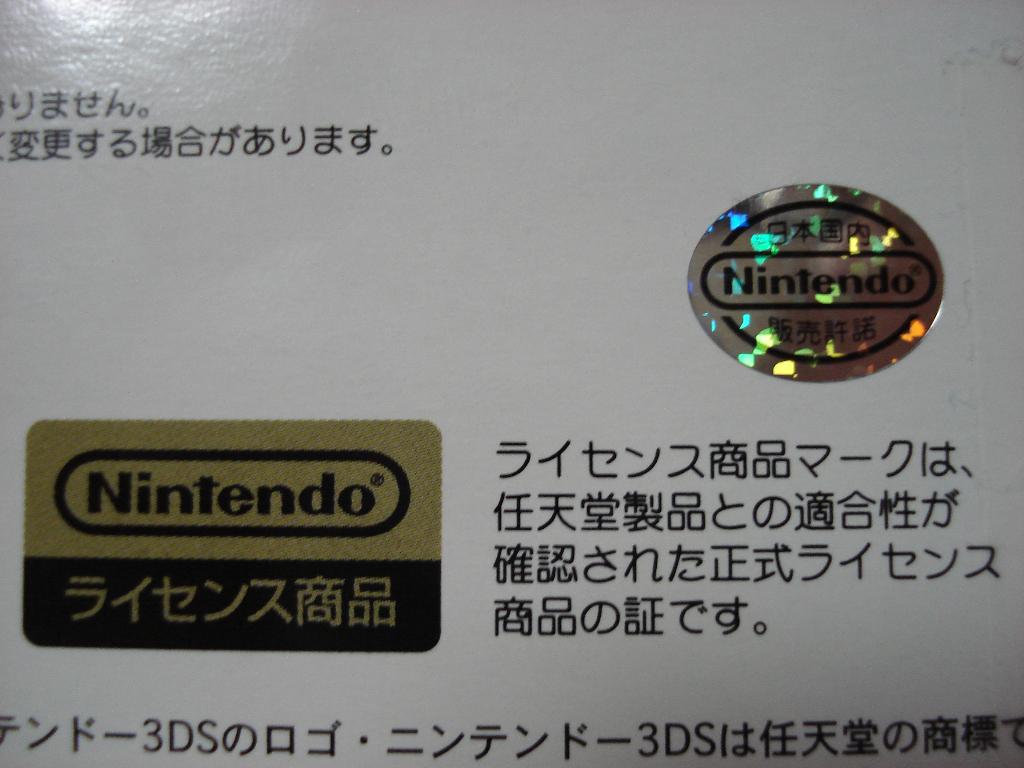 りません。
変更する場合があります。
日本国内
Nintendo®
販売許諾
Nintendo®
ライセンス商品
ライセンス商品マークは、
任天堂製品との適合性が
確認された正式ライセンス
商品の証です。
テンドー3DSのロゴ・ニンテンドー3DSは任天堂の商標で